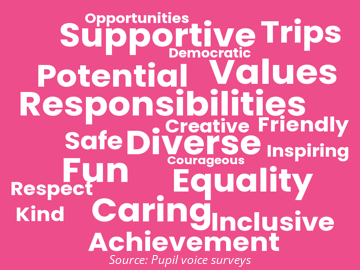 Opportunities
Supportive Trips
Democratic
Potential Values
Responsibilities
Creative Friendly
Safe Diverse Inspiring
Courageous
Fun Equality
Respect
Kind Caring Inclusive
Achievement
Source: Pupil voice surveys